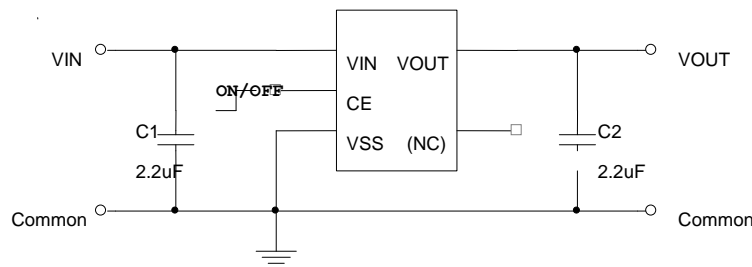 VIN
VIN VOUT
VOUT
ON/OFF
CE
C1
VSS (NC)
C2
2.2uF
2.2uF
Common
Common